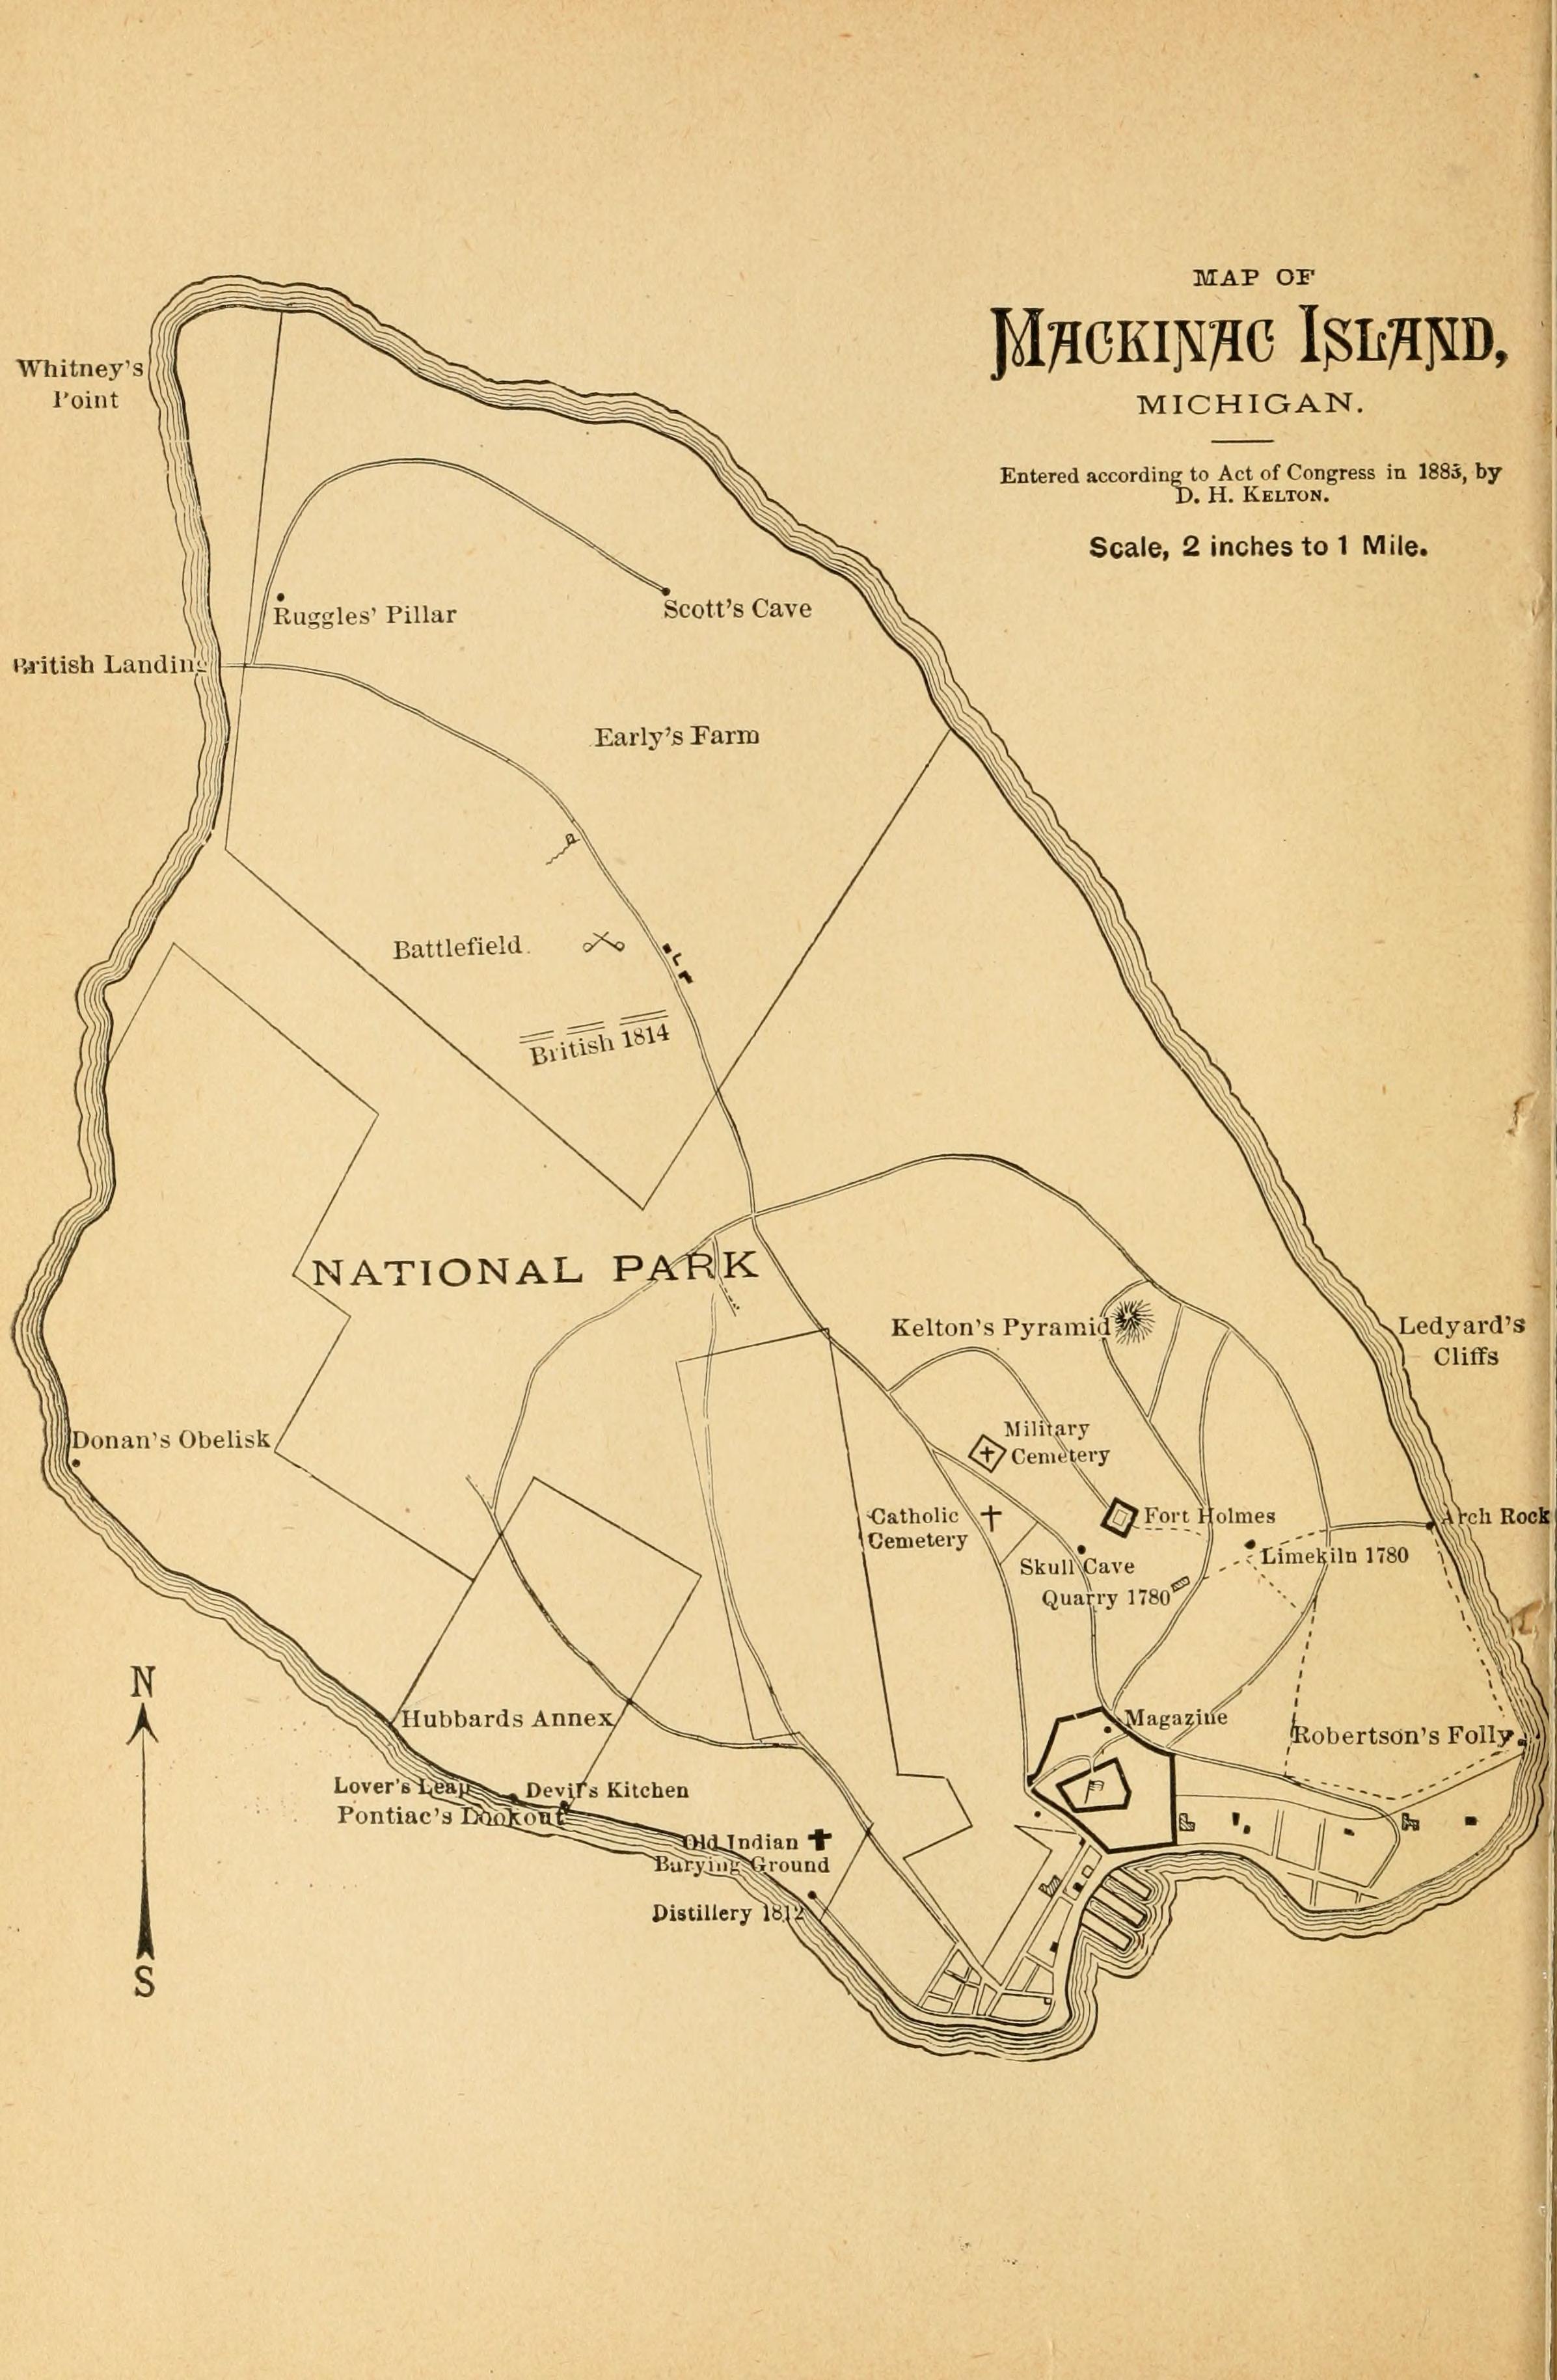 MAP OF
MACKINAC ISLAND,
MICHIGAN.
Entered according to Act of Congress in 1885, by
D. H. KELTON.
Scale, 2 inches to 1 Mile.
Whitney's
Point
Ruggles' Pillar
Scott's Cave
British Landing
Early's Farm
Battlefield
British 1814
NATIONAL PARK
Kelton's Pyramid
Ledyard's
Cliffs
Donan's Obelisk
Military
Cemetery
Catholic
Cemetery
Fort Holmes
Arch Rock
Skull Cave
Limekiln 1780
Quarry 1780
N
S
Hubbards Annex
Magazine
Robertson's Folly
Lover's Leap
Devil's Kitchen
Pontiac's Lookout
Old Indian
Burying Ground
Distillery 1812